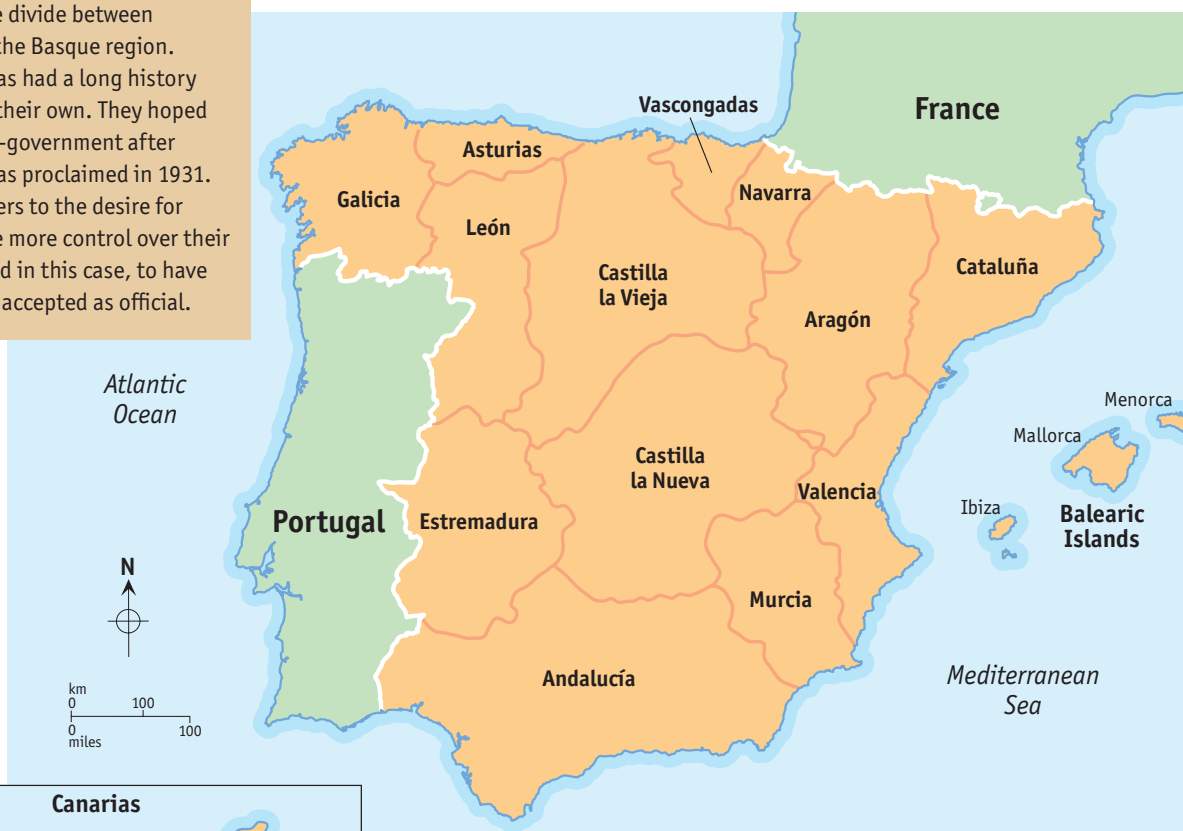 e divide between
the Basque region.
as had a long history
their own. They hoped
-government after
as proclaimed in 1931.
ers to the desire for
e more control over their
d in this case, to have
accepted as official.
Vascongadas
France
Asturias
Galicia
Navarra
León
Castilla
la Vieja
Cataluña
Aragón
Atlantic
Ocean
Menorca
Mallorca
Castilla
la Nueva
Valencia
Ibiza
Balearic
Islands
Portugal
Estremadura
N
Murcia
Andalucía
Mediterranean
Sea
km
0 100
0 100
miles
Canarias